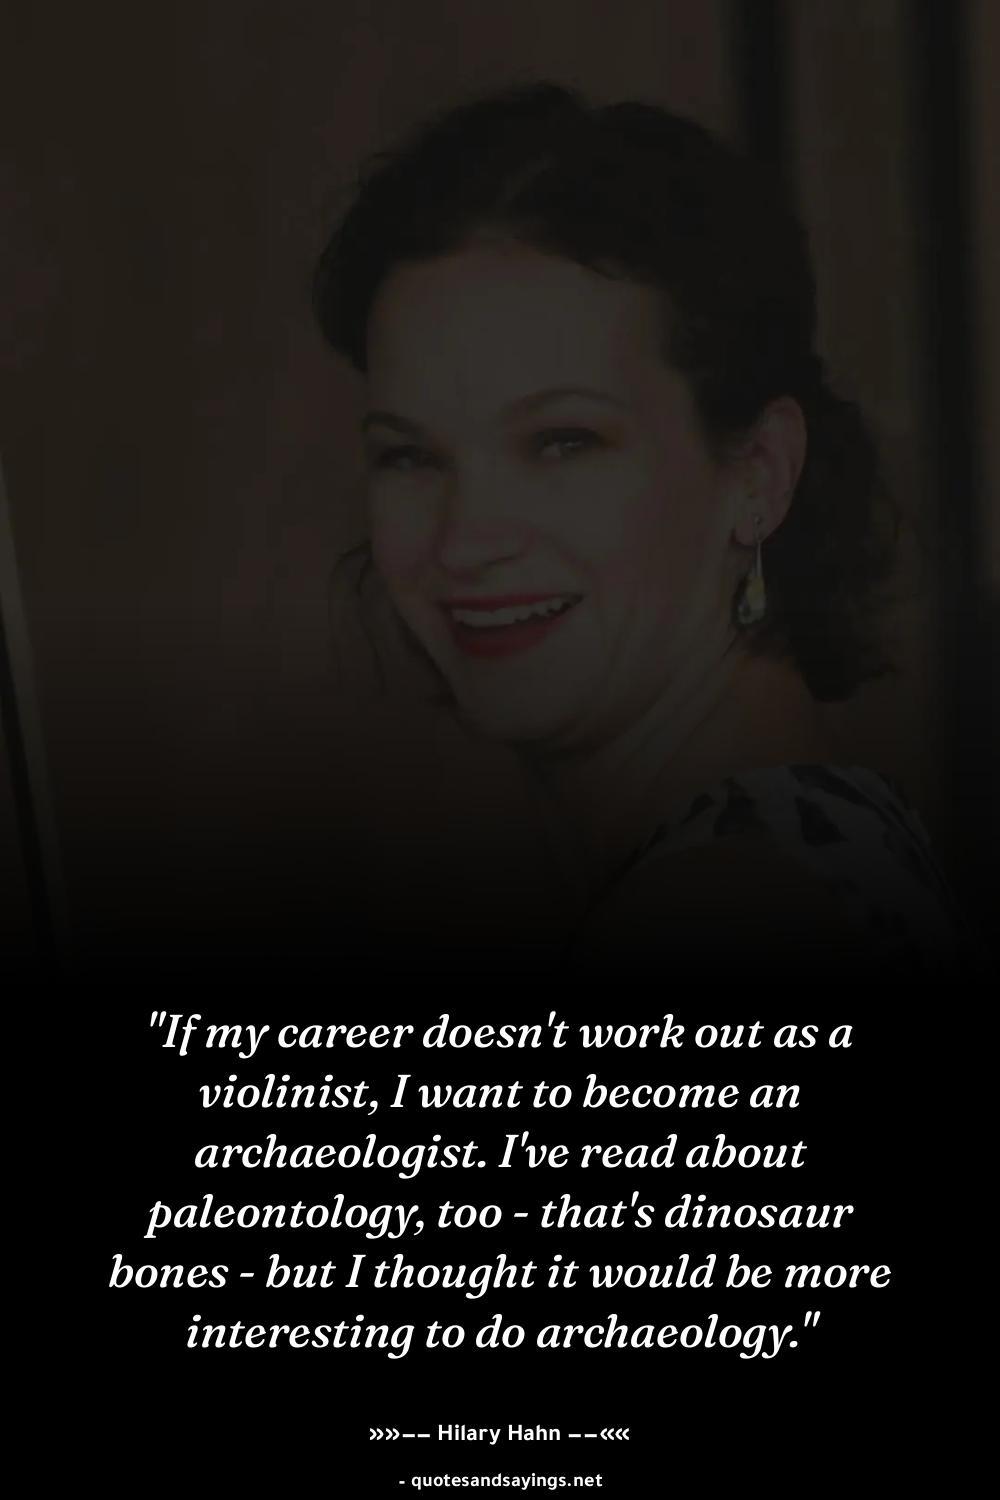 "If my career doesn't work out as a
violinist, I want to become an
archaeologist. I've read about
paleontology, too - that's dinosaur
bones - but I thought it would be more
interesting to do archaeology."
»»−− Hilary Hahn −−««
- quotesandsayings.net